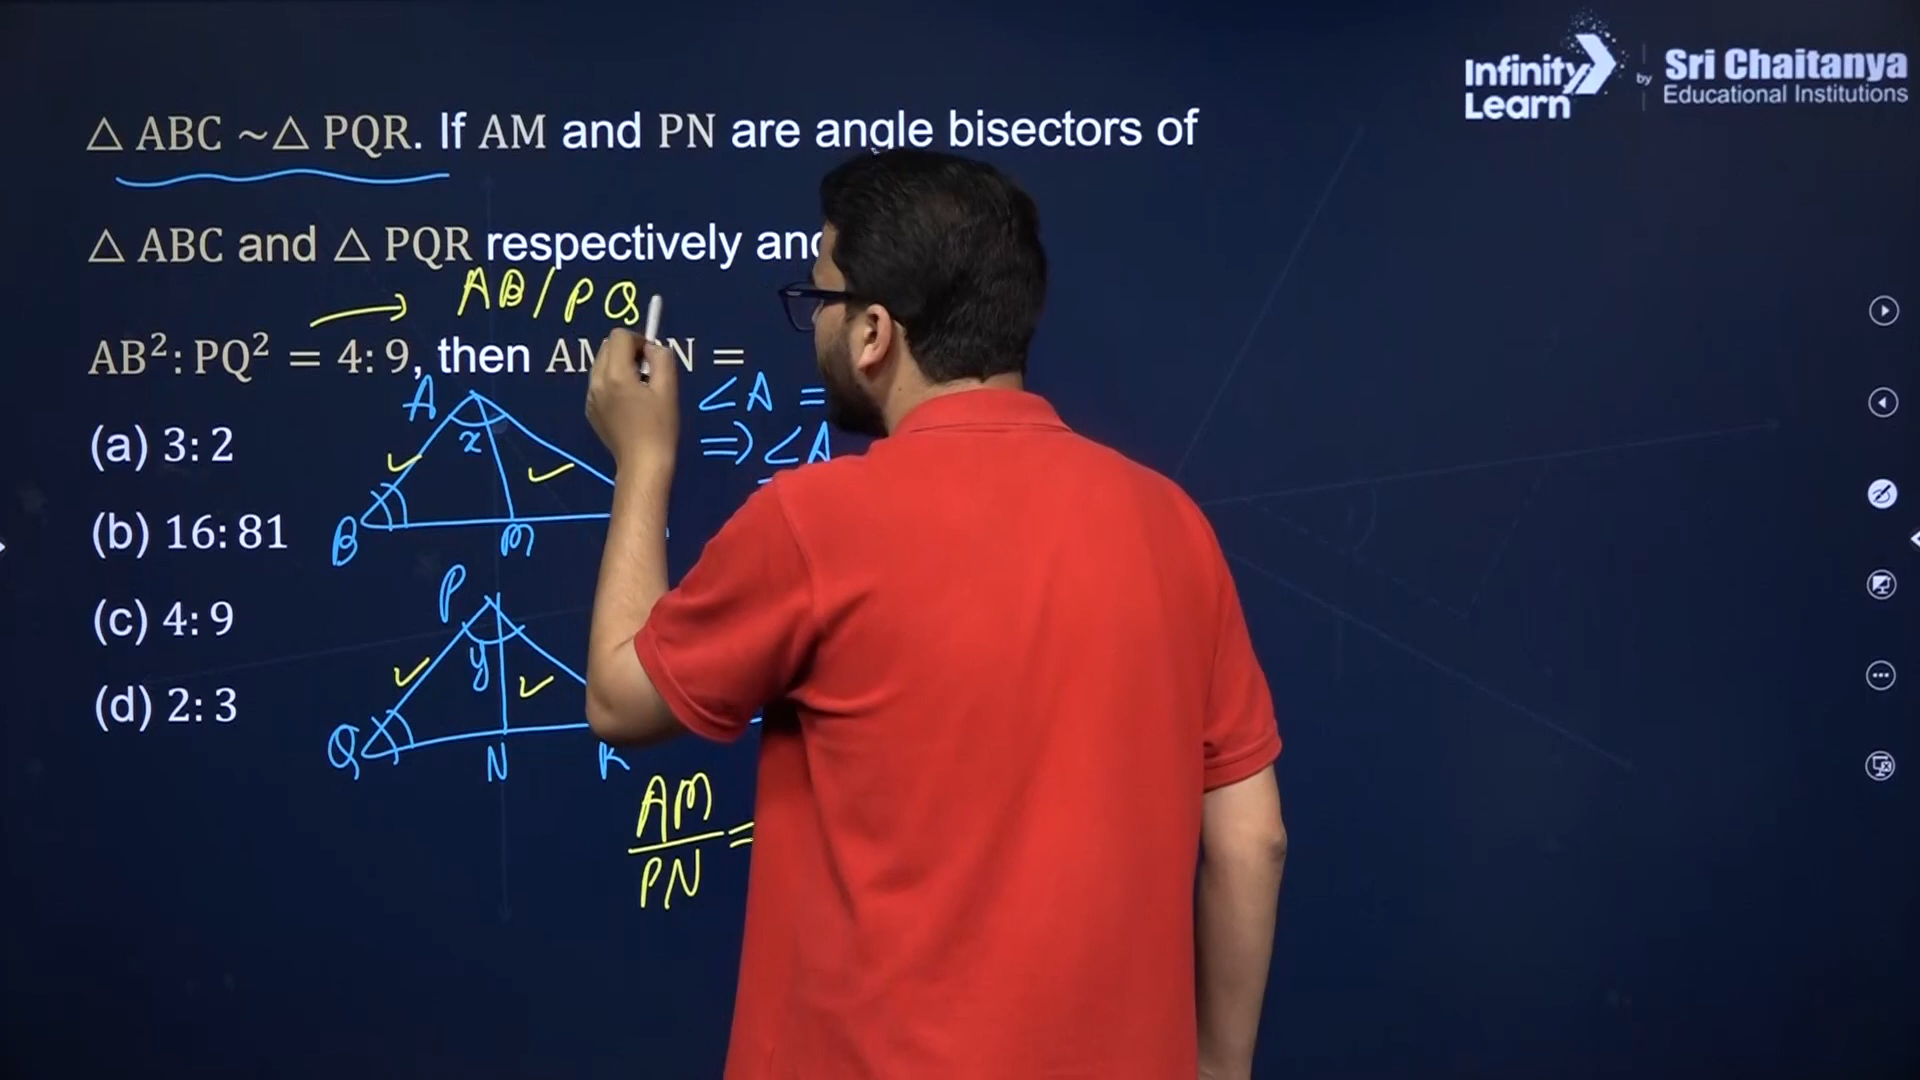 Infinity Learn by Sri Chaitanya Educational Institutions
△ ABC ~△ PQR. If AM and PN are angle bisectors of
△ ABC and △ PQR respectively
AB/PQ
AB²: PQ² = 4: 9, then =
∠A =
⇒ ∠A
(a) 3: 2
(b) 16: 81
(c) 4: 9
(d) 2: 3
A
x
B
M
P
y
Q
N
R
AM
PN =